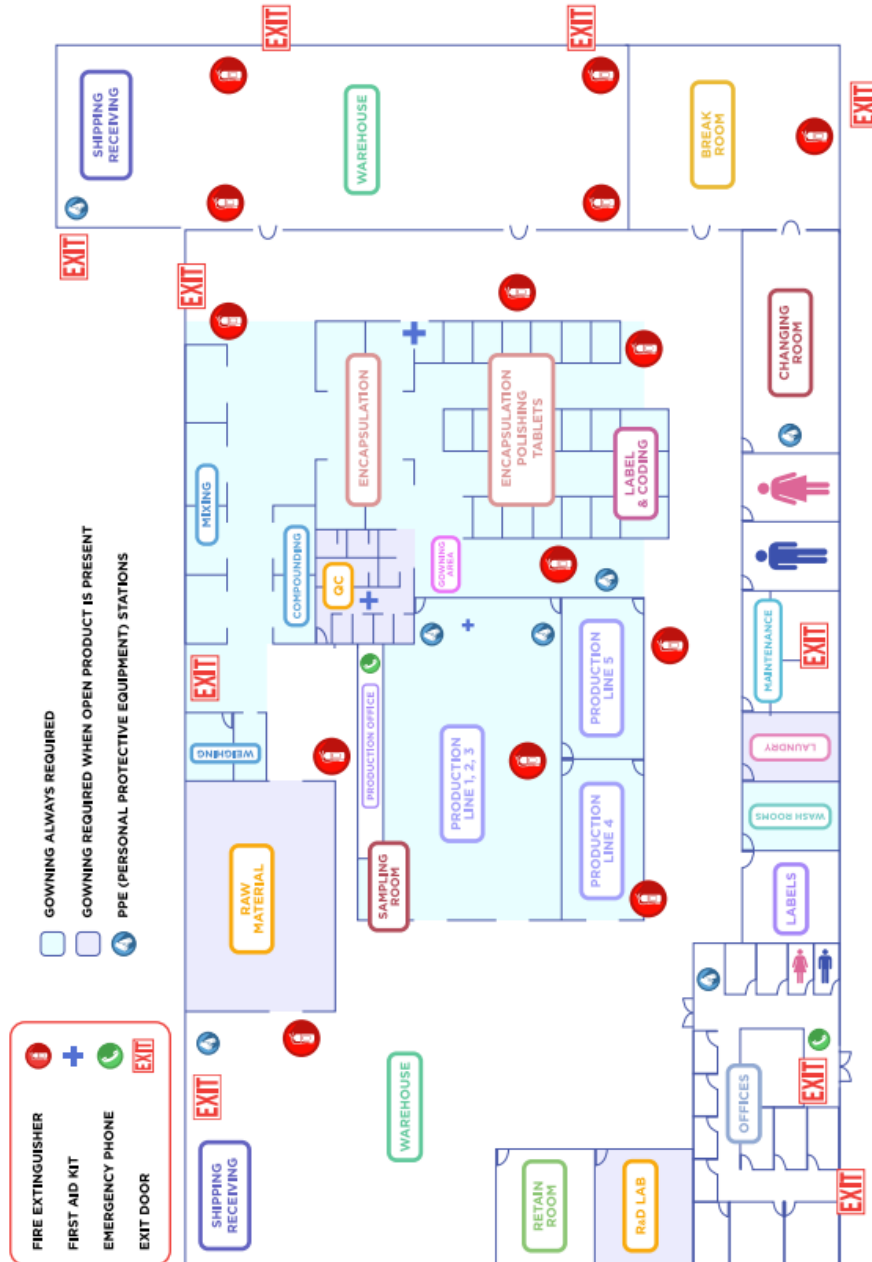 FIRE EXTINGUISHER
FIRST AID KIT
EMERGENCY PHONE
EXIT DOOR
EXIT
GOWNING ALWAYS REQUIRED
GOWNING REQUIRED WHEN OPEN PRODUCT IS PRESENT
PPE (PERSONAL PROTECTIVE EQUIPMENT) STATIONS
SHIPPING
RECEIVING
EXIT
RAW
MATERIAL
WEIGHING
WEIGHING
EXIT
MIXING
EXIT
EXIT
SHIPPING
RECEIVING
EXIT
WAREHOUSE
SAMPLING
ROOM
PRODUCTION OFFICE
COMPOUNDING
QC
ENCAPSULATION
WAREHOUSE
PRODUCTION
LINE 1, 2, 3
GOWNING
AREA
ENCAPSULATION
POLISHING
TABLETS
EXIT
RETAIN
ROOM
R&D LAB
PRODUCTION
LINE 4
PRODUCTION
LINE 5
LABEL
& CODING
BREAK
ROOM
OFFICES
LABELS
WASH ROOMS
LAUNDRY
MAINTENANCE
EXIT
CHANGING
ROOM
EXIT
EXIT
EXIT